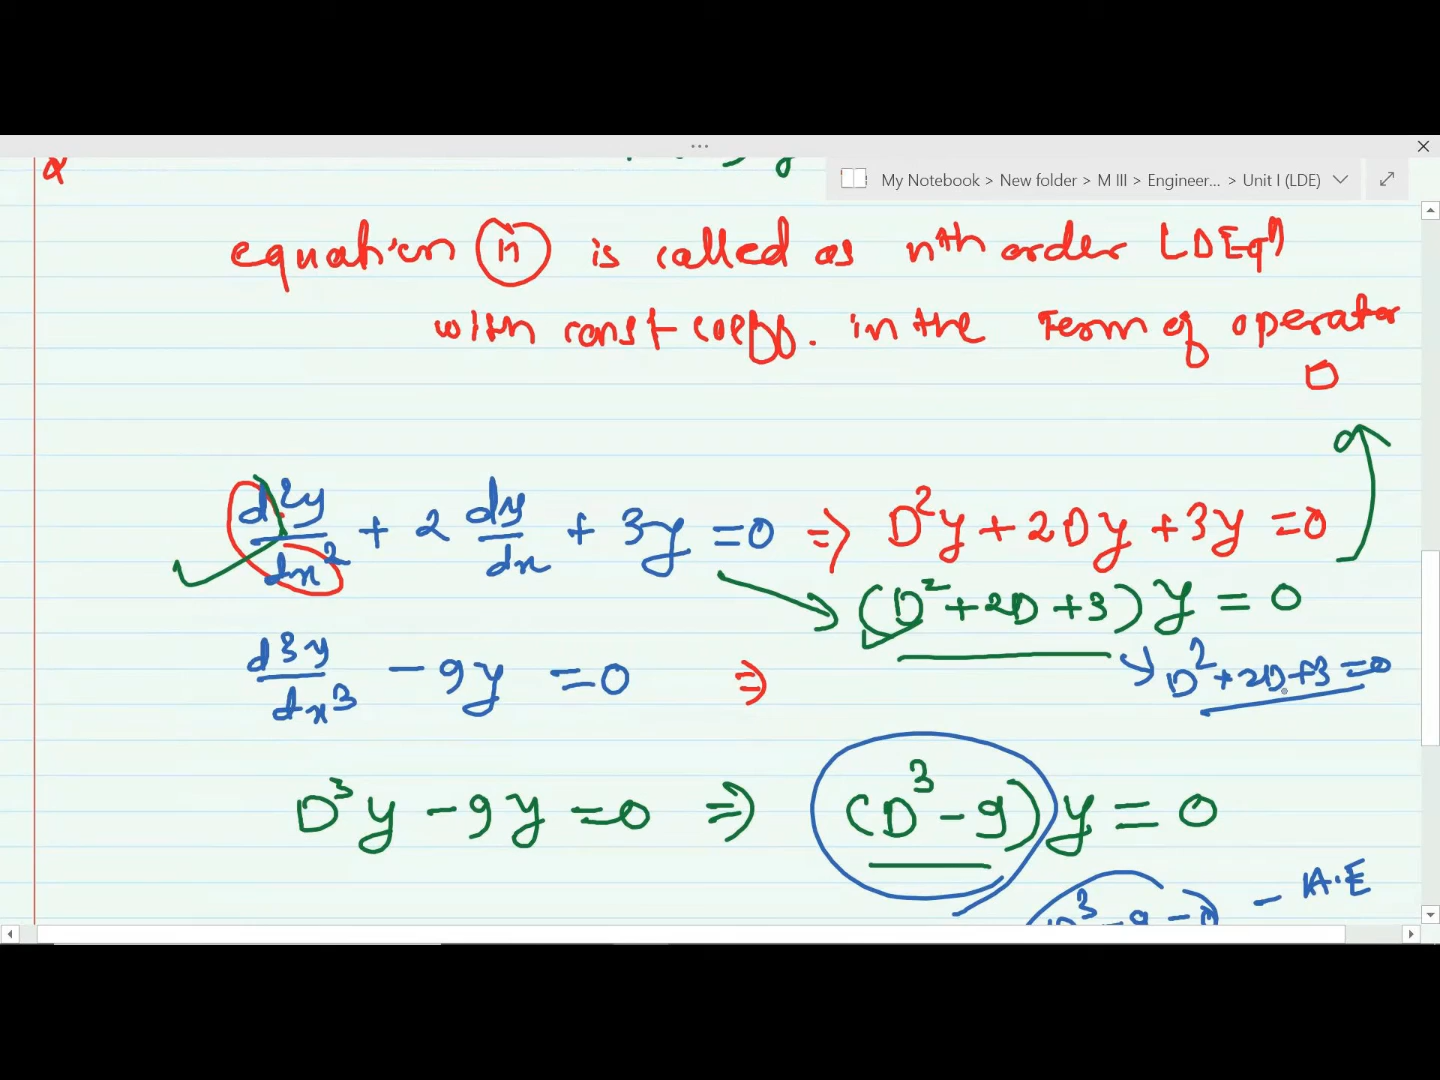 My Notebook > New folder > M III > Engineer... > Unit I (LDE)
equation (n) is called as nth order LDEqn
with const coeff. in the term of operator
D
d²y/dx² + 2 dy/dx + 3y = 0 ⇒ D²y + 2Dy + 3y = 0
(D² + 2D + 3) y = 0
d³y/dx³ - 9y = 0 ⇒
D² + 2D + 3 = 0
D³y - 9y = 0 ⇒ (D³ - 9) y = 0
- A.E